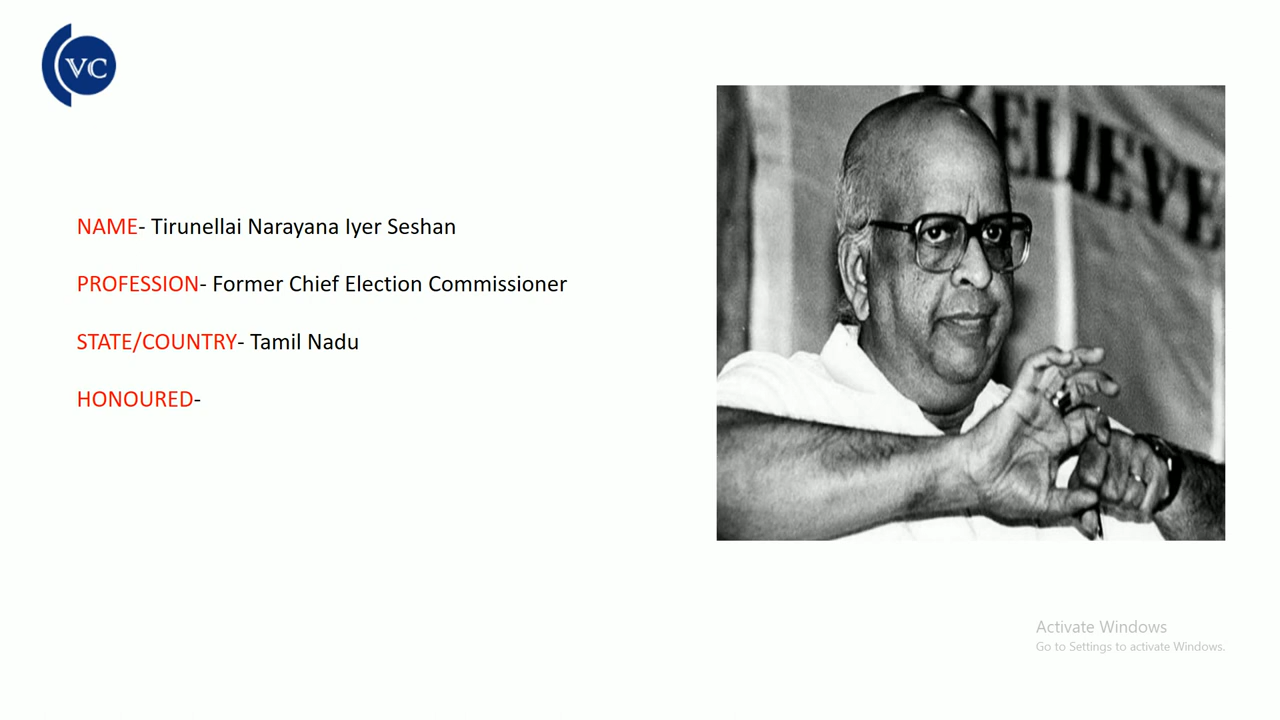 VC
NAME- Tirunellai Narayana Iyer Seshan
PROFESSION- Former Chief Election Commissioner
STATE/COUNTRY- Tamil Nadu
HONOURED-
Activate Windows
Go to Settings to activate Windows.